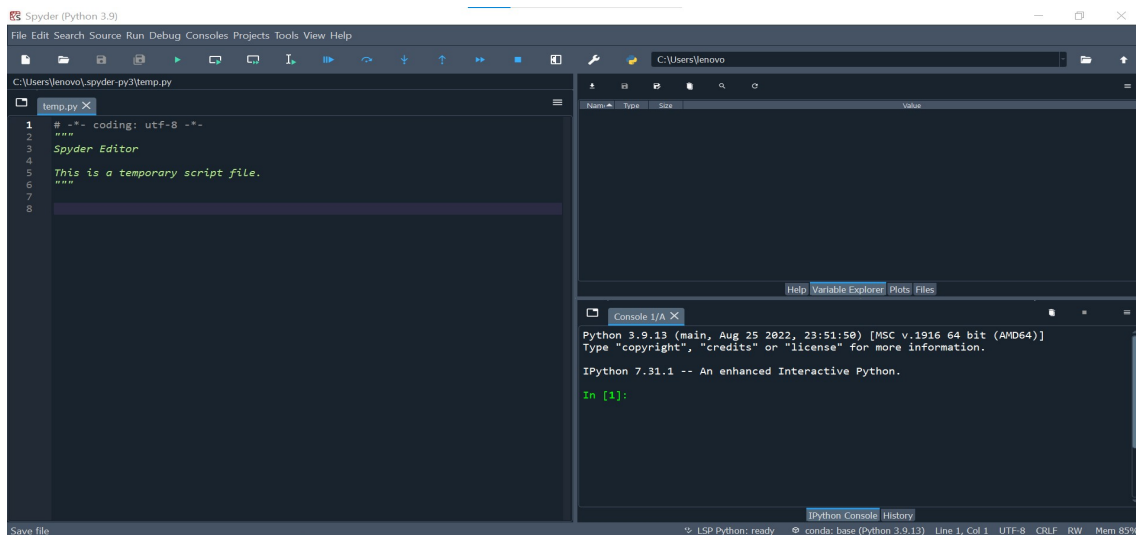 Spyder (Python 3.9)
File Edit Search Source Run Debug Consoles Projects Tools View Help
C:\Users\lenovo
C:\Users\lenovo\.spyder-py3\temp.py
temp.py
1 # -*- coding: utf-8 -*-
2 """
3 Spyder Editor
4
5 This is a temporary script file.
6 """
7
8
Nam Type Size Value
Help Variable Explorer Plots Files
Console 1/A
Python 3.9.13 (main, Aug 25 2022, 23:51:50) [MSC v.1916 64 bit (AMD64)]
Type "copyright", "credits" or "license" for more information.
IPython 7.31.1 -- An enhanced Interactive Python.
In [1]:
IPython Console History
Save file
LSP Python: ready conda: base (Python 3.9.13) Line 1, Col 1 UTF-8 CRLF RW Mem 85%